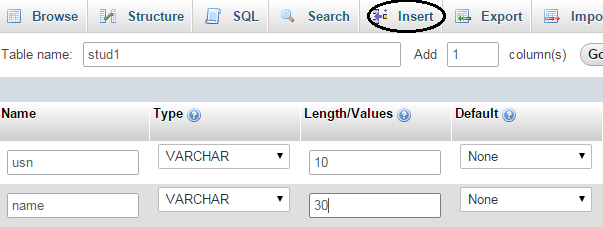 Browse Structure SQL Search Insert Export Impo
Table name: stud1 Add 1 column(s) Go
Name Type Length/Values Default
usn VARCHAR 10 None
name VARCHAR 30 None